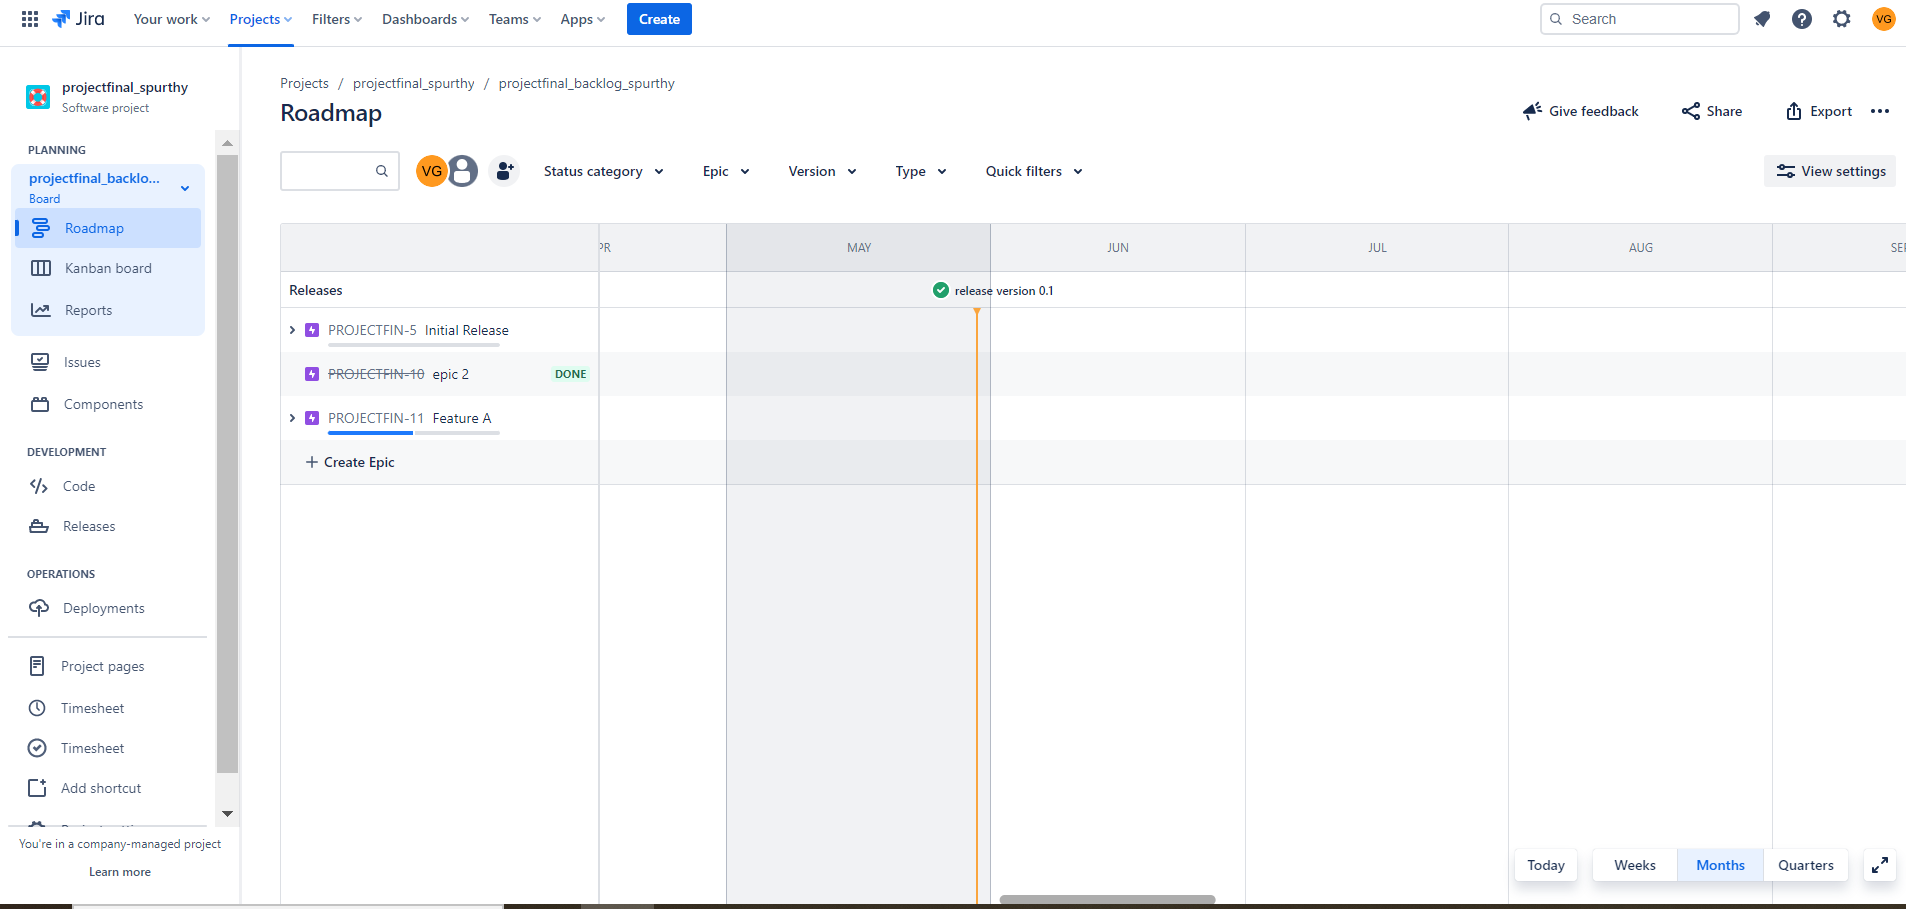 Jira
Your work
Projects
Filters
Dashboards
Teams
Apps
Create
Search
VG
projectfinal_spurthy
Software project
PLANNING
projectfinal_backlo...
Board
Roadmap
Kanban board
Reports
Issues
Components
DEVELOPMENT
Code
Releases
OPERATIONS
Deployments
Project pages
Timesheet
Timesheet
Add shortcut
You're in a company-managed project
Learn more
Projects / projectfinal_spurthy / projectfinal_backlog_spurthy
Roadmap
Give feedback
Share
Export
VG
Status category
Epic
Version
Type
Quick filters
View settings
PR
MAY
JUN
JUL
AUG
SEP
Releases
release version 0.1
PROJECTFIN-5 Initial Release
PROJECTFIN-10 epic 2 DONE
PROJECTFIN-11 Feature A
+ Create Epic
Today
Weeks
Months
Quarters